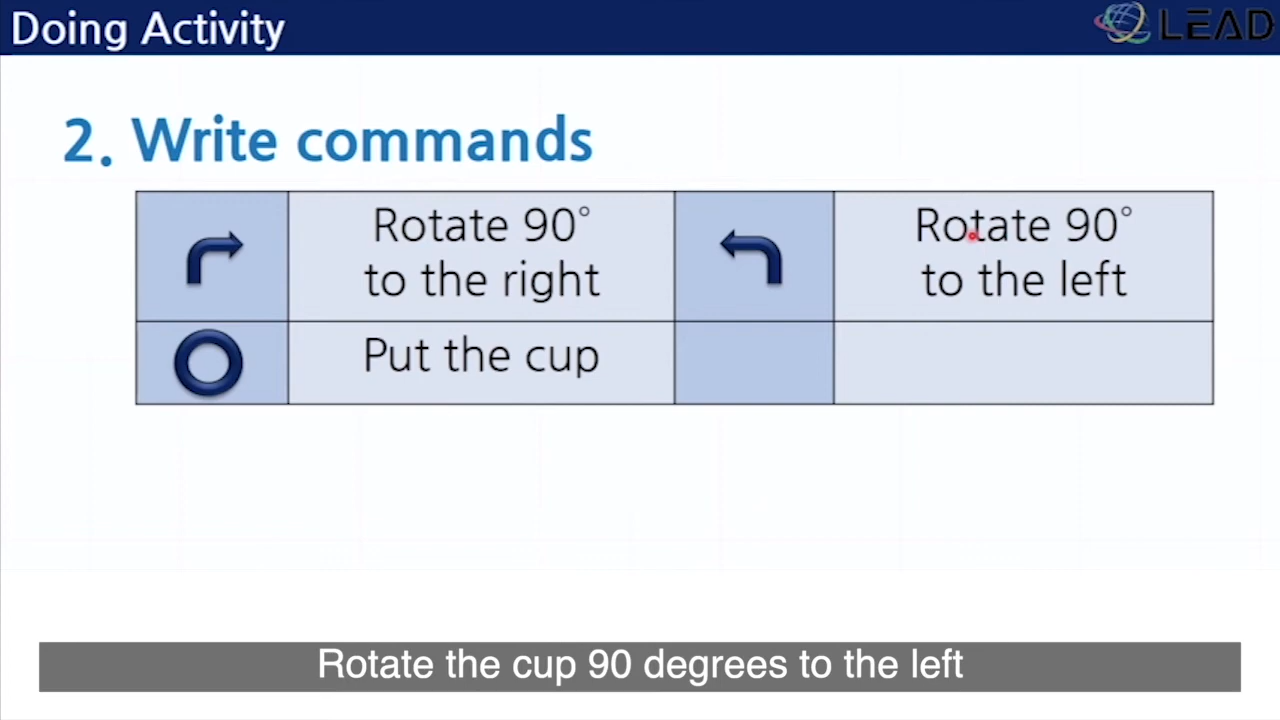 Doing Activity
LEAD
2. Write commands
Rotate 90°
to the right
Rotate 90°
to the left
Put the cup
Rotate the cup 90 degrees to the left